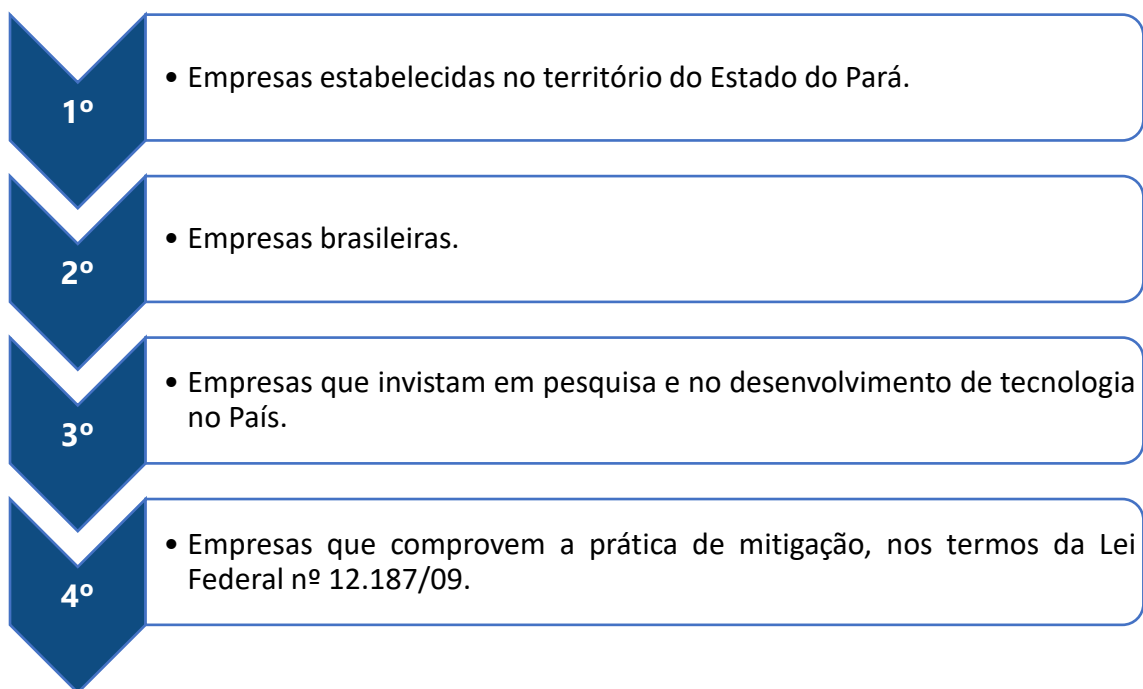 1º
• Empresas estabelecidas no território do Estado do Pará.
2º
• Empresas brasileiras.
3º
• Empresas que invistam em pesquisa e no desenvolvimento de tecnologia
no País.
4º
• Empresas que comprovem a prática de mitigação, nos termos da Lei
Federal nº 12.187/09.